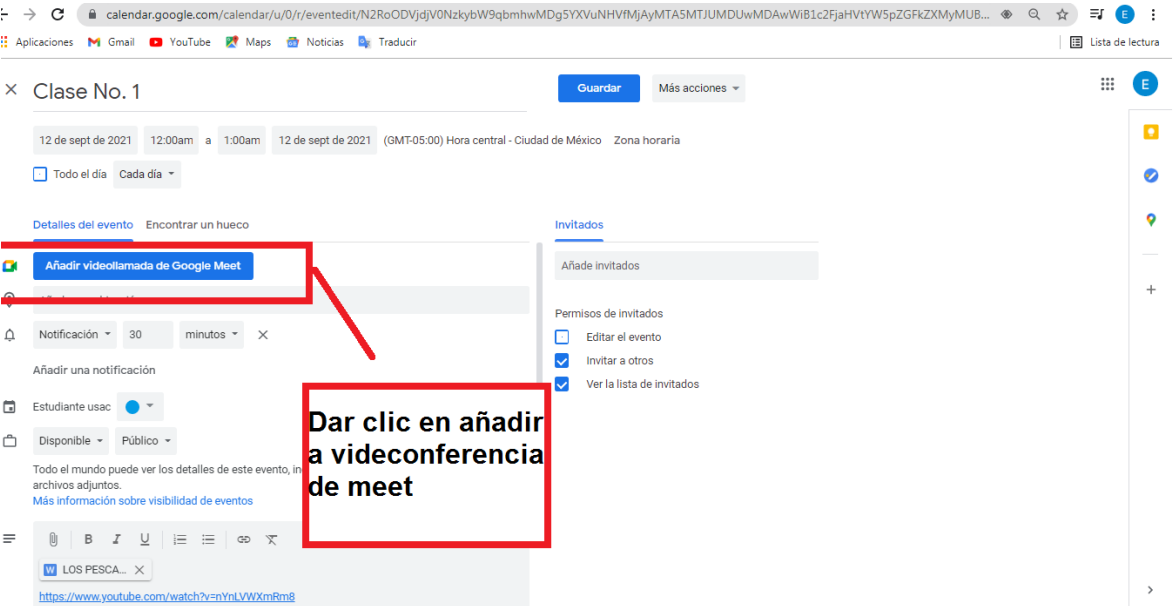 calendar.google.com/calendar/u/0/r/eventedit/N2RoODVjdjV0NzkybW9qbmhwMDg5YXVuNHVfMjAyMTA5MTJUMDUwMDAwWiB1c2FjaHVtYW5pZGFkZXMyMUB...
E
Aplicaciones Gmail YouTube Maps Noticias Traducir Lista de lectura
Clase No. 1 Guardar Más acciones E
12 de sept de 2021 12:00am a 1:00am 12 de sept de 2021 (GMT-05:00) Hora central - Ciudad de México Zona horaria
Todo el día Cada día
Detalles del evento Encontrar un hueco
Añadir videollamada de Google Meet
Notificación 30 minutos
Añadir una notificación
Estudiante usac
Disponible Público
Todo el mundo puede ver los detalles de este evento,
archivos adjuntos.
Más información sobre visibilidad de eventos
B I U
W LOS PESCA...
https://www.youtube.com/watch?v=nYnLVWXmRm8
Invitados
Añade invitados
Permisos de invitados
Editar el evento
Invitar a otros
Ver la lista de invitados
Dar clic en añadir
a videconferencia
de meet